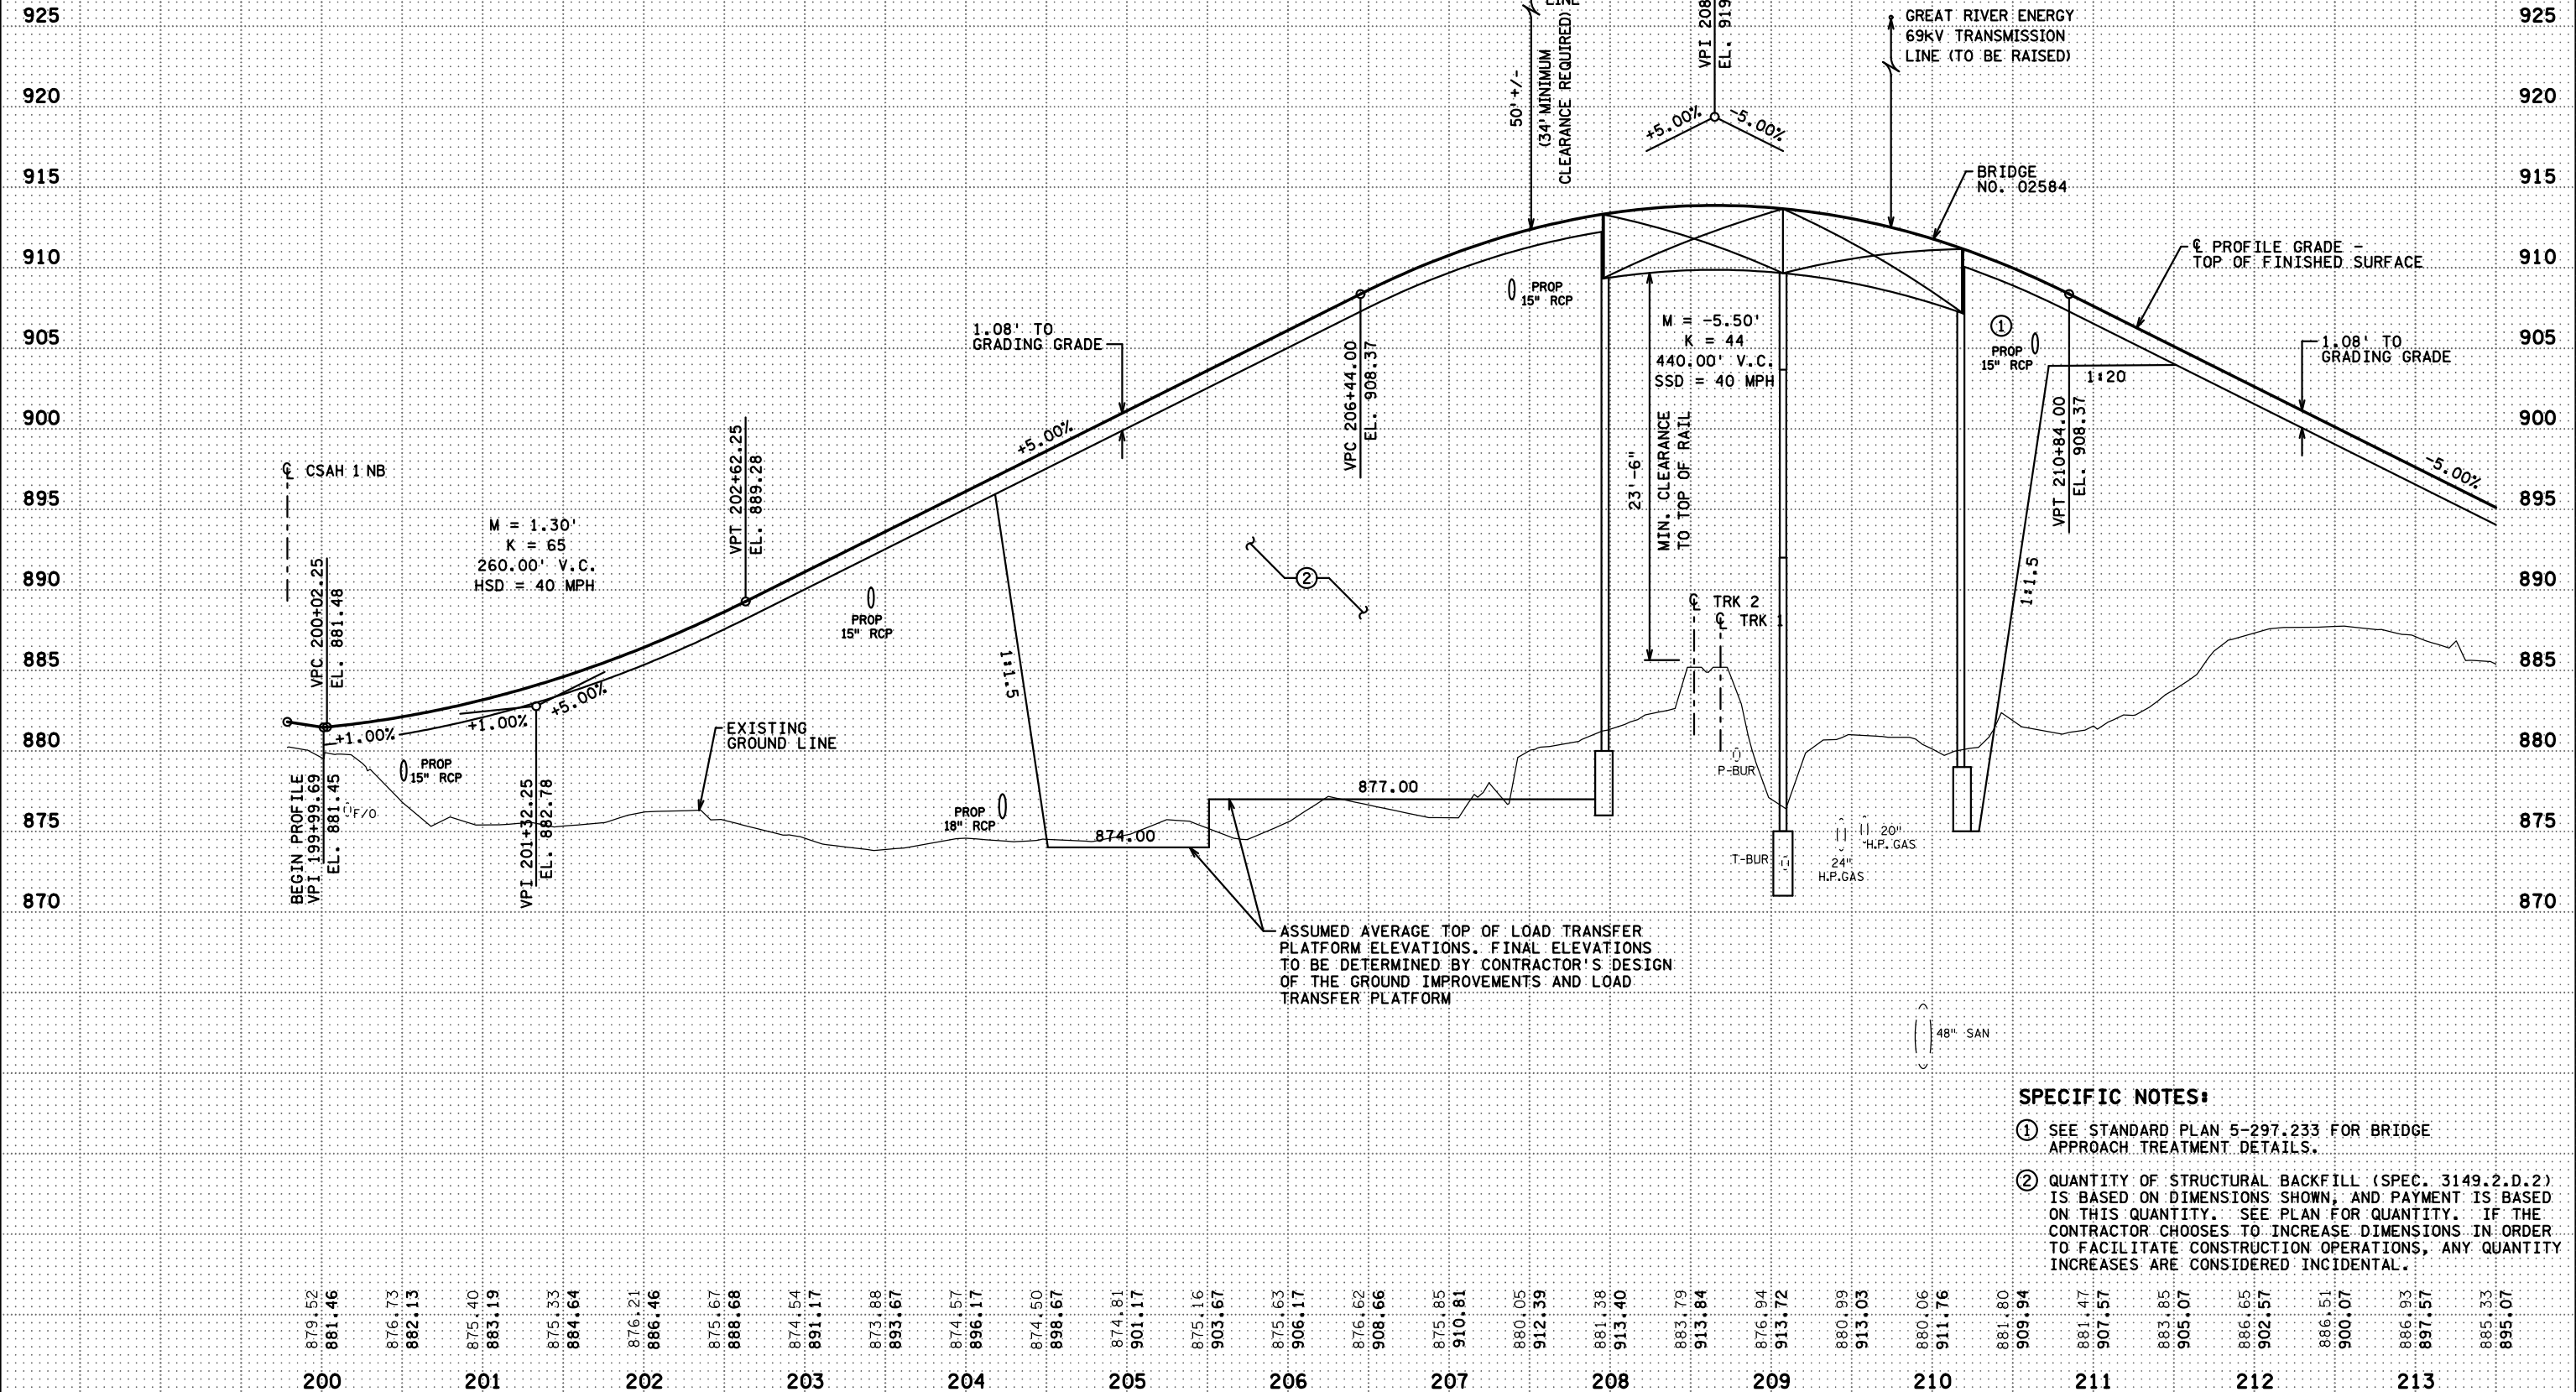 925
920
915
910
905
900
895
890
885
880
875
870
925
920
915
910
905
900
895
890
885
880
875
870
50'+/-
(34' MINIMUM
CLEARANCE REQUIRED)
LINE
VPI 208
EL. 919
+5.00%
-5.00%
GREAT RIVER ENERGY
69kV TRANSMISSION
LINE (TO BE RAISED)
BRIDGE
NO. 02584
℄ PROFILE GRADE -
TOP OF FINISHED SURFACE
1.08' TO
GRADING GRADE
PROP
15" RCP
M = -5.50'
K = 44
440.00' V.C.
SSD = 40 MPH
①
PROP
15" RCP
1:20
1.08' TO
GRADING GRADE
VPC 206+44.00
EL. 908.37
VPT 210+84.00
EL. 908.37
+5.00%
-5.00%
23'-6"
MIN. CLEARANCE
TO TOP OF RAIL
℄ CSAH 1 NB
M = 1.30'
K = 65
260.00' V.C.
HSD = 40 MPH
VPT 202+62.25
EL. 889.28
VPC 200+02.25
EL. 881.48
②
1:1.5
1:1.5
PROP
15" RCP
℄ TRK 2
℄ TRK 1
+1.00%
+1.00%
+5.00%
EXISTING
GROUND LINE
PROP
15" RCP
P-BUR
BEGIN PROFILE
VPI 199+99.69
EL. 881.45
F/O
VPI 201+32.25
EL. 882.78
PROP
18" RCP
877.00
874.00
T-BUR
20"
H.P.GAS
24"
H.P.GAS
ASSUMED AVERAGE TOP OF LOAD TRANSFER
PLATFORM ELEVATIONS. FINAL ELEVATIONS
TO BE DETERMINED BY CONTRACTOR'S DESIGN
OF THE GROUND IMPROVEMENTS AND LOAD
TRANSFER PLATFORM
48" SAN
SPECIFIC NOTES:
① SEE STANDARD PLAN 5-297.233 FOR BRIDGE
APPROACH TREATMENT DETAILS.
② QUANTITY OF STRUCTURAL BACKFILL (SPEC. 3149.2.D.2)
IS BASED ON DIMENSIONS SHOWN, AND PAYMENT IS BASED
ON THIS QUANTITY. SEE PLAN FOR QUANTITY. IF THE
CONTRACTOR CHOOSES TO INCREASE DIMENSIONS IN ORDER
TO FACILITATE CONSTRUCTION OPERATIONS, ANY QUANTITY
INCREASES ARE CONSIDERED INCIDENTAL.
879.52
881.46
876.73
882.13
875.40
883.19
875.33
884.64
876.21
886.46
875.67
888.68
874.54
891.17
873.88
893.67
874.57
896.17
874.50
898.67
874.81
901.17
875.16
903.67
875.63
906.17
876.62
908.66
875.85
910.81
880.05
912.39
881.38
913.40
883.79
913.84
876.94
913.72
880.99
913.03
880.06
911.76
881.80
909.94
881.47
907.57
883.85
905.07
886.65
902.57
886.51
900.07
886.93
897.57
885.33
895.07
200 201 202 203 204 205 206 207 208 209 210 211 212 213